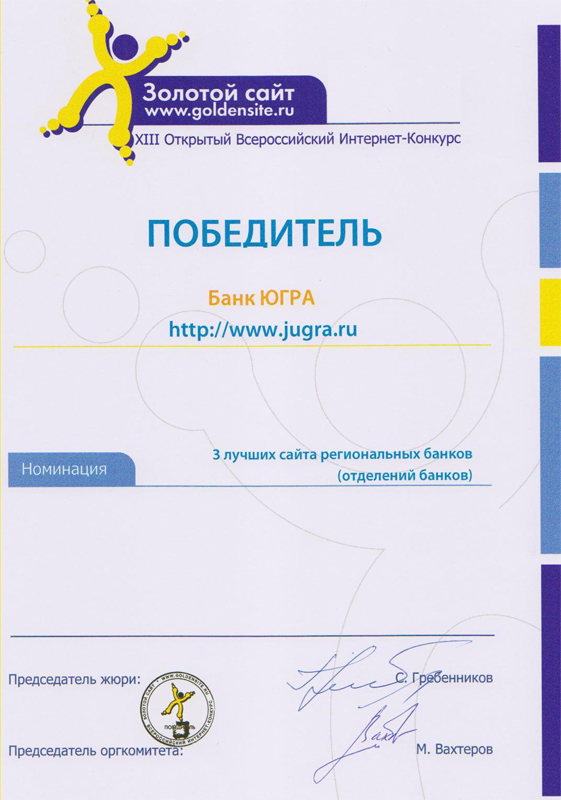 Золотой сайт
www.goldensite.ru
XIII Открытый Всероссийский Интернет-Конкурс
ПОБЕДИТЕЛЬ
Банк ЮГРА
http://www.jugra.ru
Номинация
3 лучших сайта региональных банков
(отделений банков)
Председатель жюри:
С. Гребенников
ЗОЛОТОЙ САЙТ • WWW.GOLDENSITE.RU
ВСЕРОССИЙСКИЙ ИНТЕРНЕТ-КОНКУРС
ПОБЕДИТЕЛЬ
Председатель оргкомитета:
М. Вахтеров